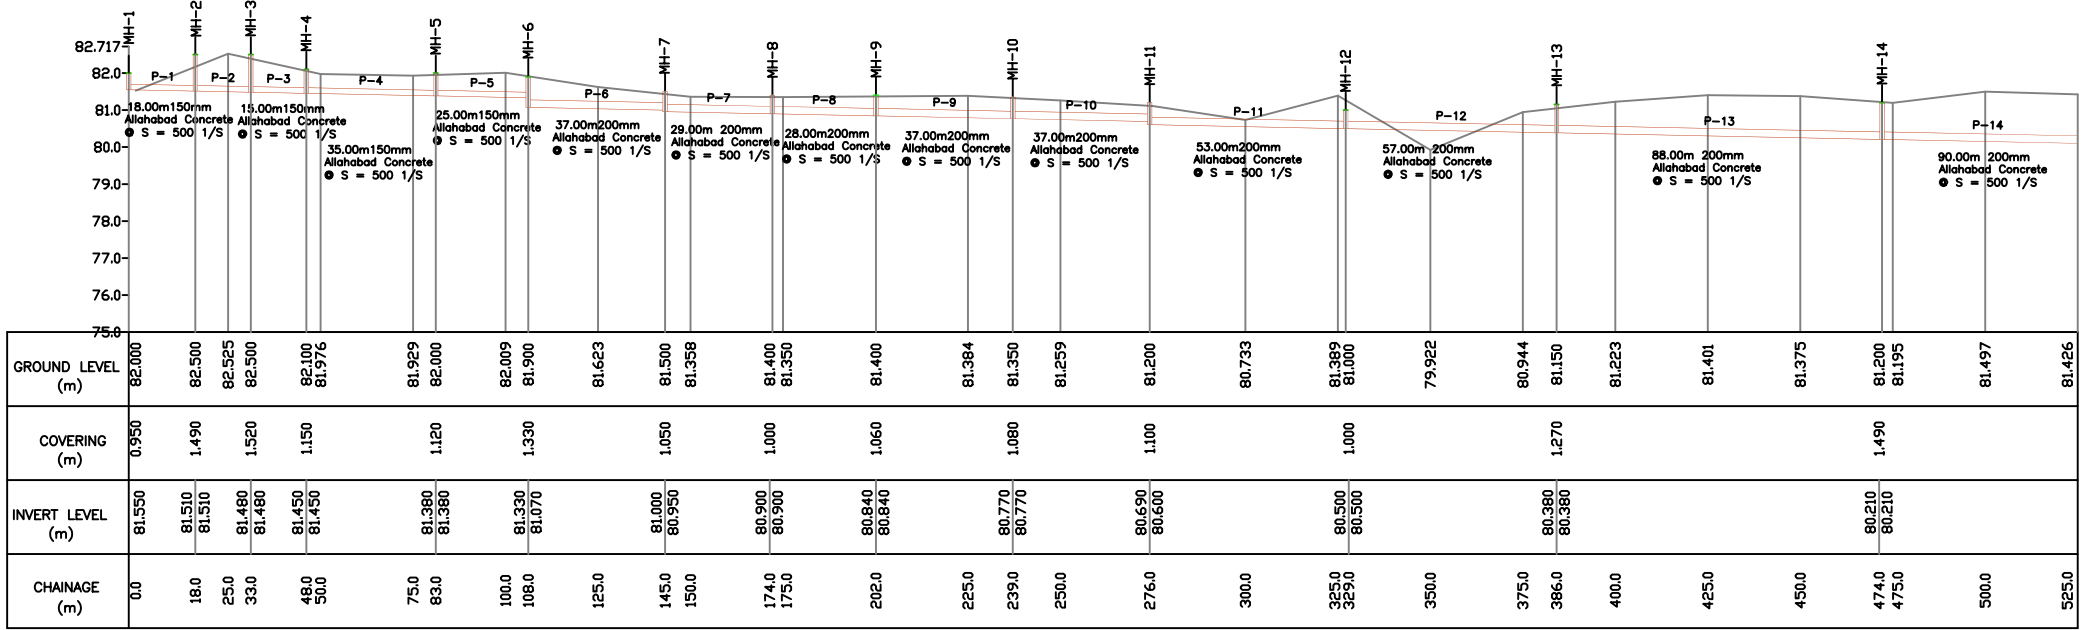 MH-1
MH-2
MH-3
MH-4
MH-5
MH-6
MH-7
MH-8
MH-9
MH-10
MH-11
MH-12
MH-13
MH-14
82.717
82.0
81.0
80.0
79.0
78.0
77.0
76.0
75.0
P-1
P-2
P-3
P-4
P-5
P-6
P-7
P-8
P-9
P-10
P-11
P-12
P-13
P-14
18.00m150mm
Allahabad Concrete
@ S = 500 1/S
15.00m150mm
Allahabad Concrete
@ S = 500 1/S
35.00m150mm
Allahabad Concrete
@ S = 500 1/S
25.00m150mm
Allahabad Concrete
@ S = 500 1/S
37.00m200mm
Allahabad Concrete
@ S = 500 1/S
29.00m 200mm
Allahabad Concrete
@ S = 500 1/S
28.00m200mm
Allahabad Concrete
@ S = 500 1/S
37.00m200mm
Allahabad Concrete
@ S = 500 1/S
37.00m200mm
Allahabad Concrete
@ S = 500 1/S
53.00m200mm
Allahabad Concrete
@ S = 500 1/S
57.00m 200mm
Allahabad Concrete
@ S = 500 1/S
88.00m 200mm
Allahabad Concrete
@ S = 500 1/S
90.00m 200mm
Allahabad Concrete
@ S = 500 1/S
GROUND LEVEL
(m)
82.000
82.500
82.525
82.500
82.100
81.976
81.929
82.000
82.009
81.900
81.623
81.500
81.358
81.400
81.350
81.400
81.384
81.350
81.259
81.200
80.733
81.389
81.000
79.922
80.944
81.150
81.223
81.401
81.375
81.200
81.195
81.497
81.426
COVERING
(m)
0.950
1.490
1.520
1.150
1.120
1.330
1.050
1.000
1.060
1.080
1.100
1.000
1.270
1.490
INVERT LEVEL
(m)
81.550
81.510
81.510
81.480
81.480
81.450
81.450
81.380
81.380
81.330
81.070
81.000
80.950
80.900
80.900
80.840
80.840
80.770
80.770
80.690
80.600
80.500
80.500
80.380
80.380
80.210
80.210
CHAINAGE
(m)
0.0
18.0
25.0
33.0
48.0
50.0
75.0
83.0
100.0
108.0
125.0
145.0
150.0
174.0
175.0
202.0
225.0
239.0
250.0
276.0
300.0
325.0
329.0
350.0
375.0
386.0
400.0
425.0
450.0
474.0
475.0
500.0
525.0